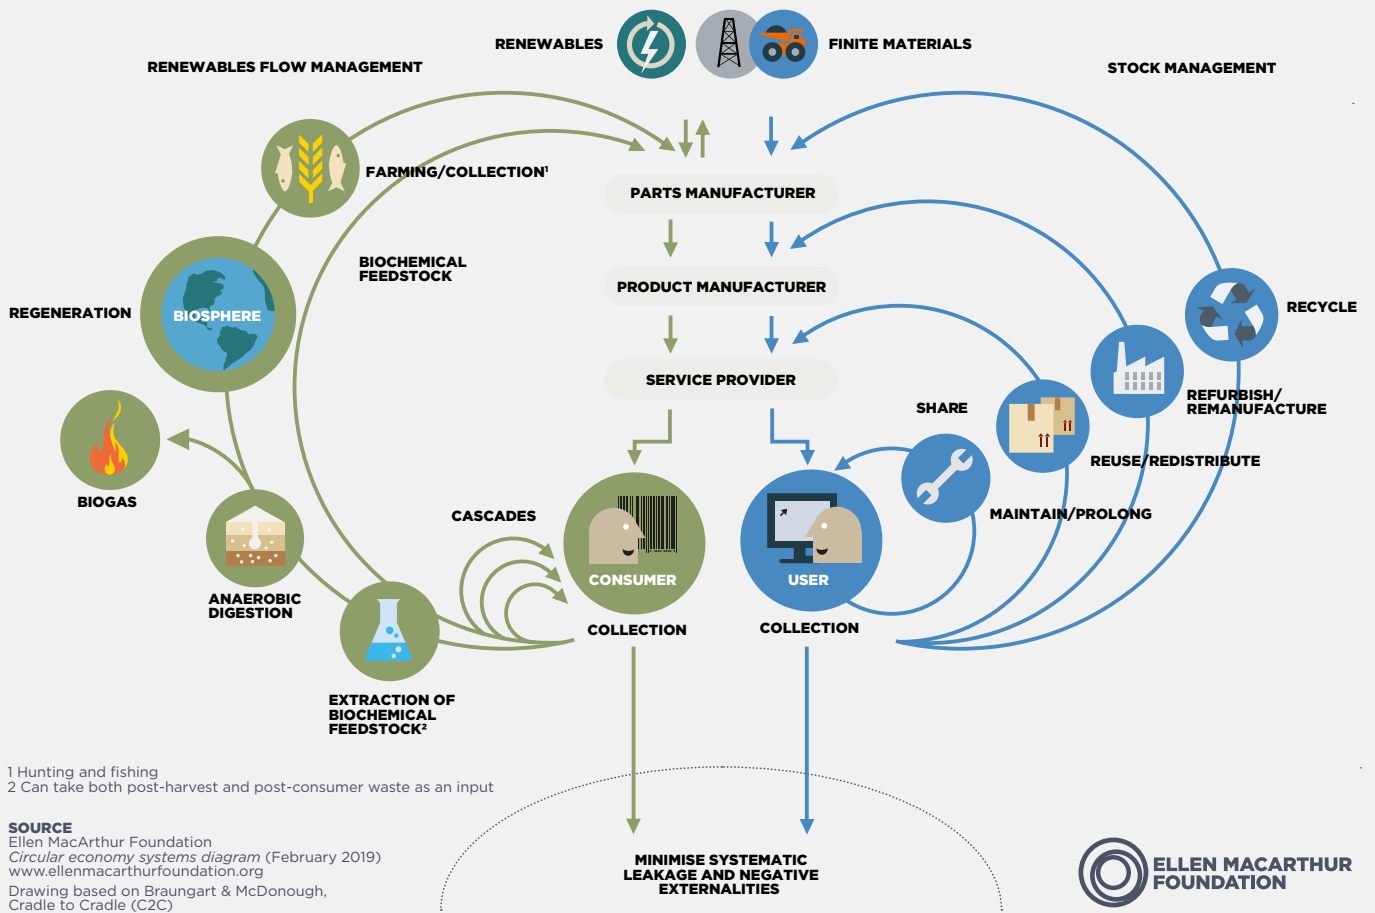 RENEWABLES
FINITE MATERIALS
RENEWABLES FLOW MANAGEMENT
STOCK MANAGEMENT
FARMING/COLLECTION¹
PARTS MANUFACTURER
BIOCHEMICAL
FEEDSTOCK
PRODUCT MANUFACTURER
REGENERATION
BIOSPHERE
RECYCLE
SERVICE PROVIDER
SHARE
REFURBISH/
REMANUFACTURE
REUSE/REDISTRIBUTE
BIOGAS
CASCADES
MAINTAIN/PROLONG
CONSUMER
USER
ANAEROBIC
DIGESTION
COLLECTION
COLLECTION
EXTRACTION OF
BIOCHEMICAL
FEEDSTOCK²
1 Hunting and fishing
2 Can take both post-harvest and post-consumer waste as an input
SOURCE
Ellen MacArthur Foundation
Circular economy systems diagram (February 2019)
www.ellenmacarthurfoundation.org
Drawing based on Braungart & McDonough,
Cradle to Cradle (C2C)
MINIMISE SYSTEMATIC
LEAKAGE AND NEGATIVE
EXTERNALITIES
ELLEN MACARTHUR
FOUNDATION